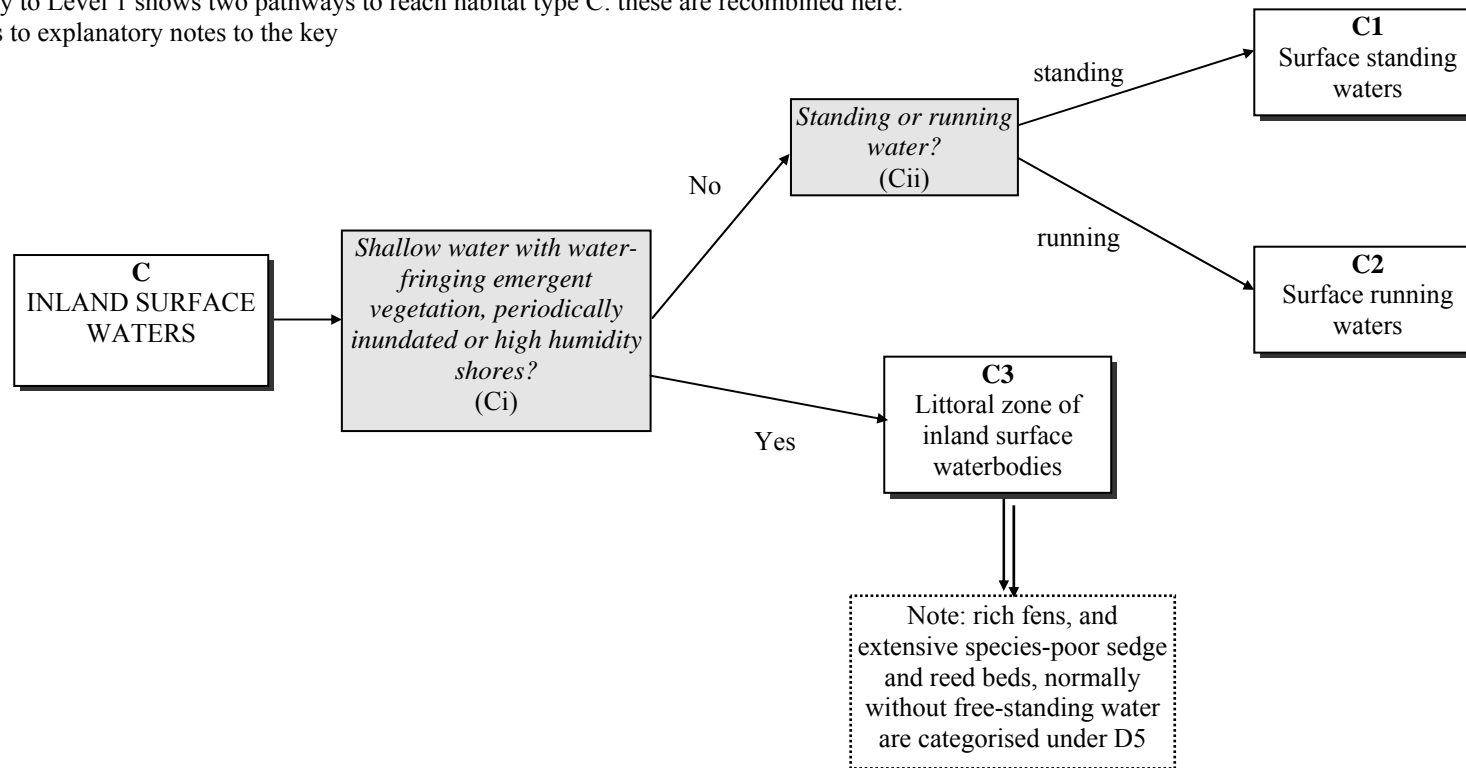 y to Level 1 shows two pathways to reach habitat type C: these are recombined here.
s to explanatory notes to the key
C
INLAND SURFACE
WATERS
Shallow water with water-
fringing emergent
vegetation, periodically
inundated or high humidity
shores?
(Ci)
No
Yes
Standing or running
water?
(Cii)
standing
running
C1
Surface standing
waters
C2
Surface running
waters
C3
Littoral zone of
inland surface
waterbodies
Note: rich fens, and
extensive species-poor sedge
and reed beds, normally
without free-standing water
are categorised under D5